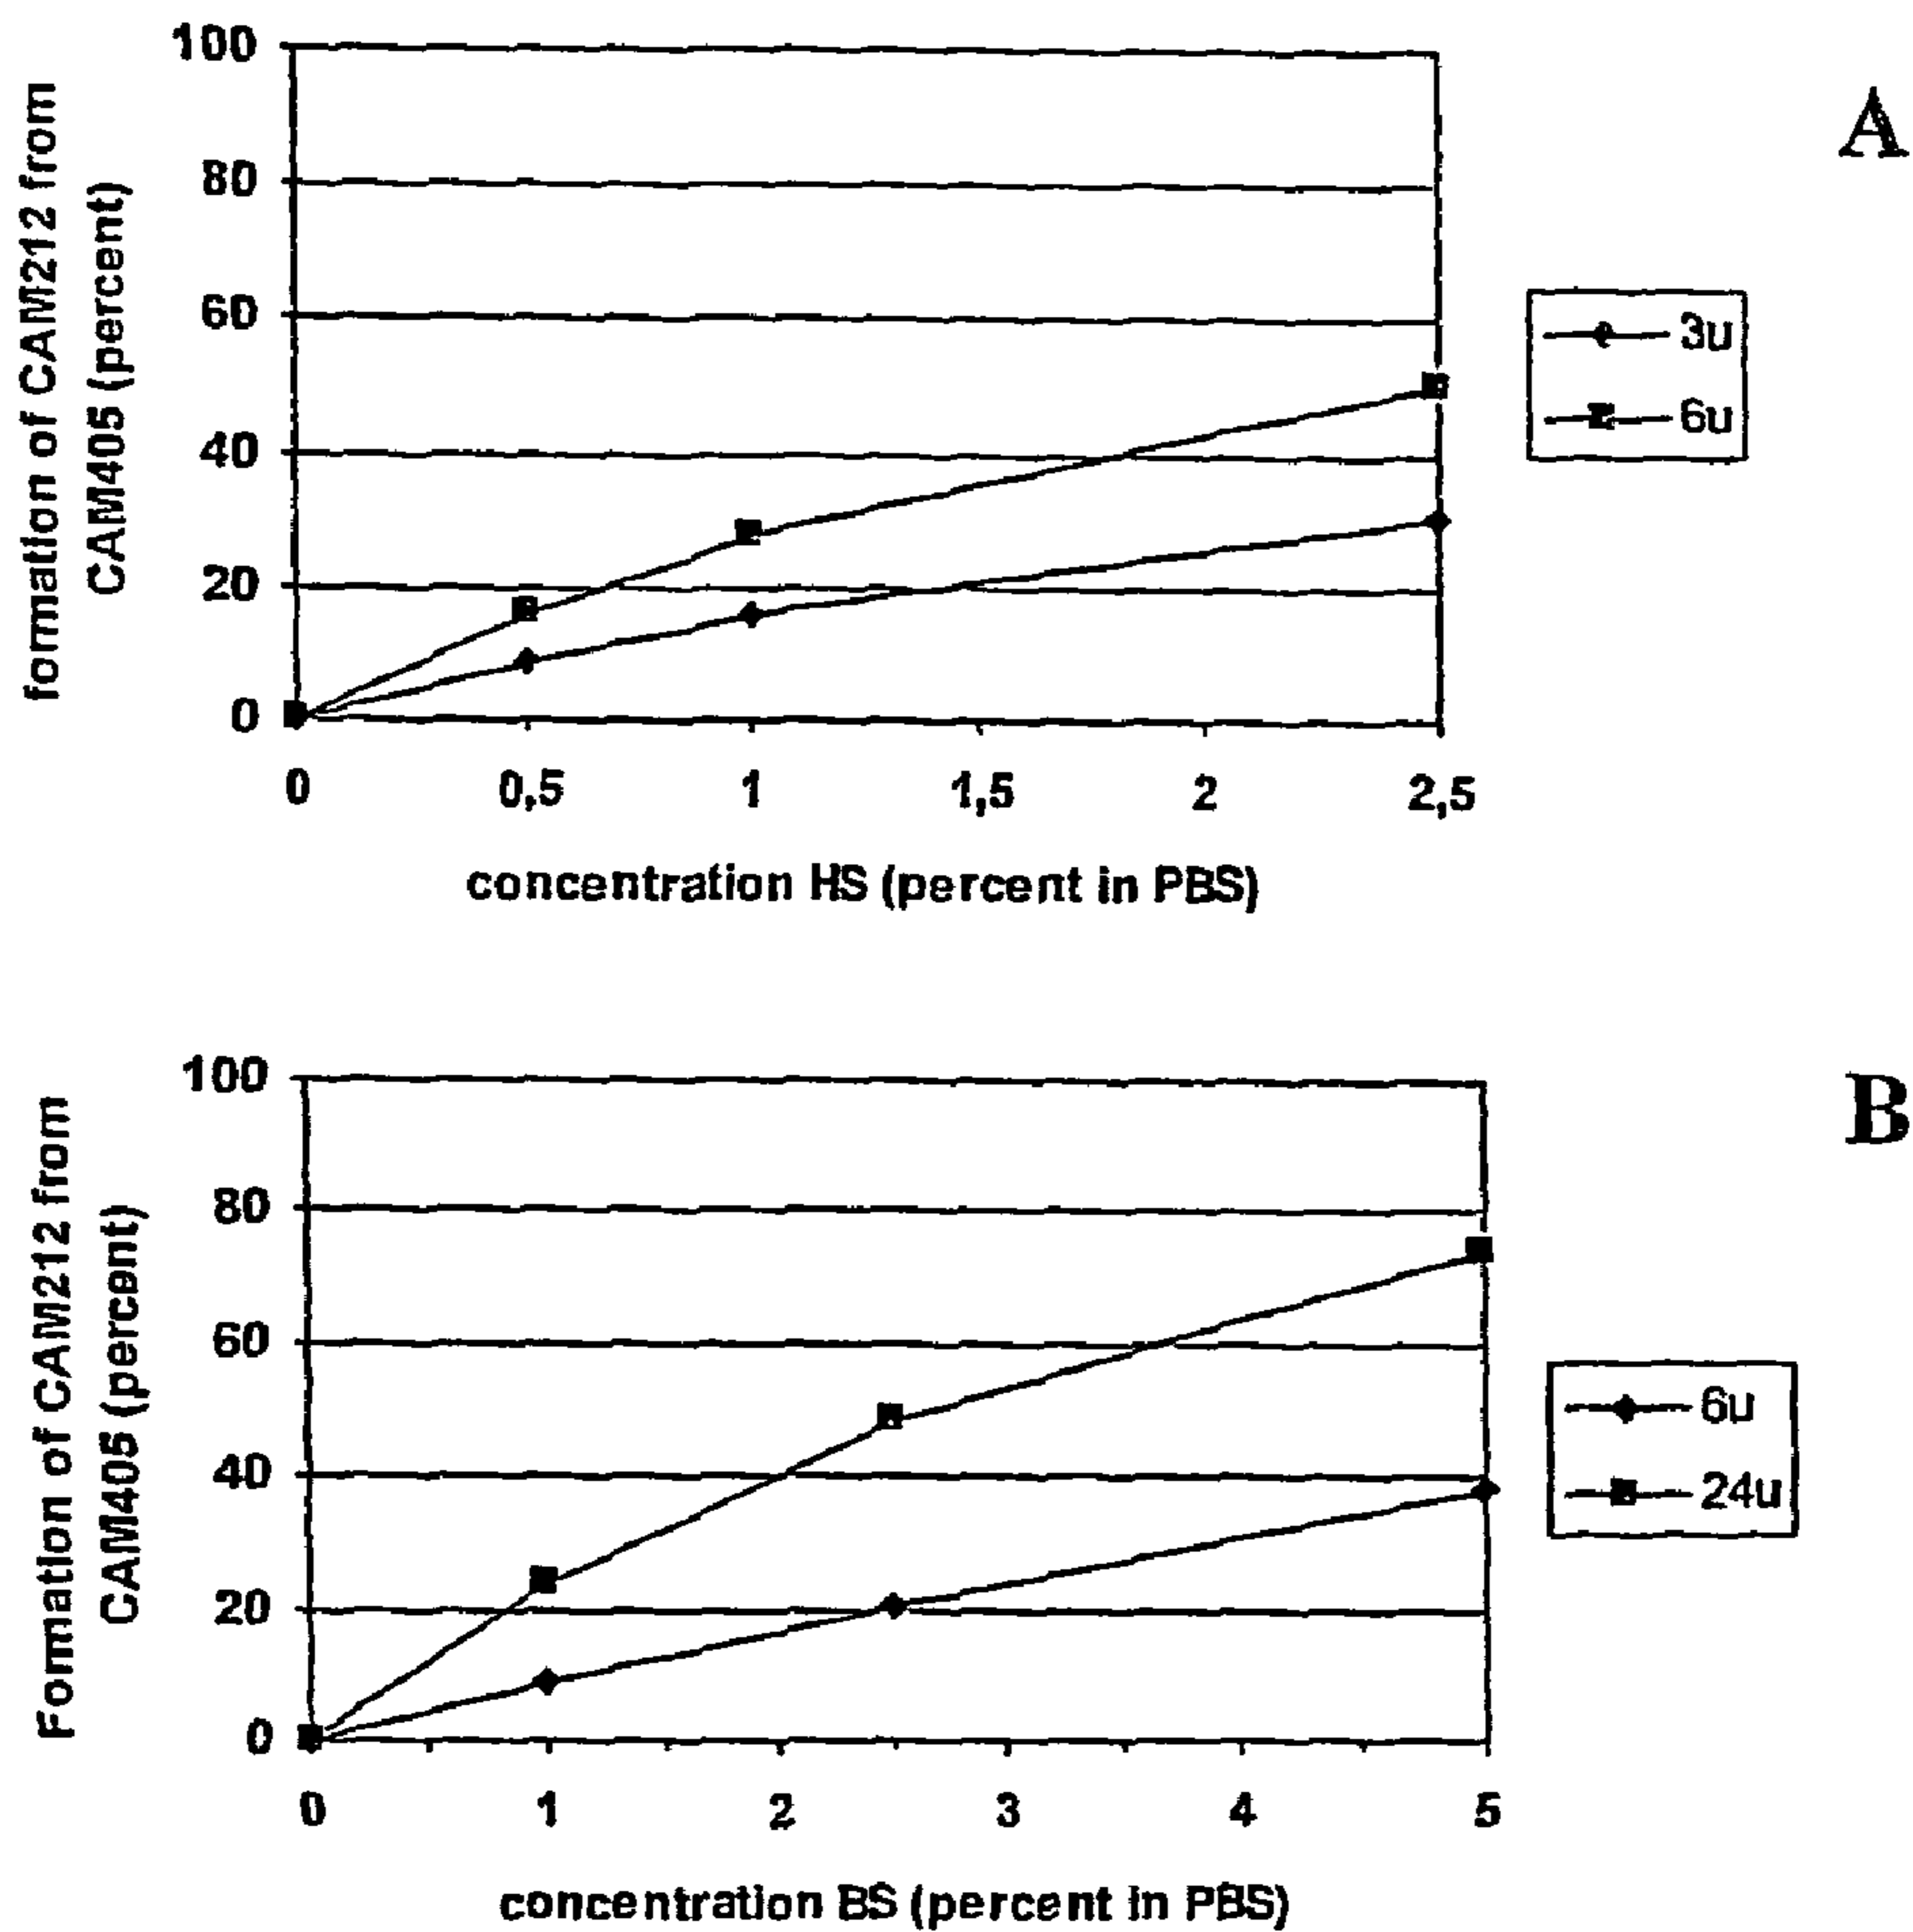 100
80
60
40
20
0
formation of CAM212 from
CAM405 (percent)
0
0,5
1
1,5
2
2,5
concentration HS (percent in PBS)
A
3u
6u
100
80
60
40
20
0
Formation of CAM212 from
CAM405 (percent)
0
1
2
3
4
5
concentration BS (percent in PBS)
B
6u
24u